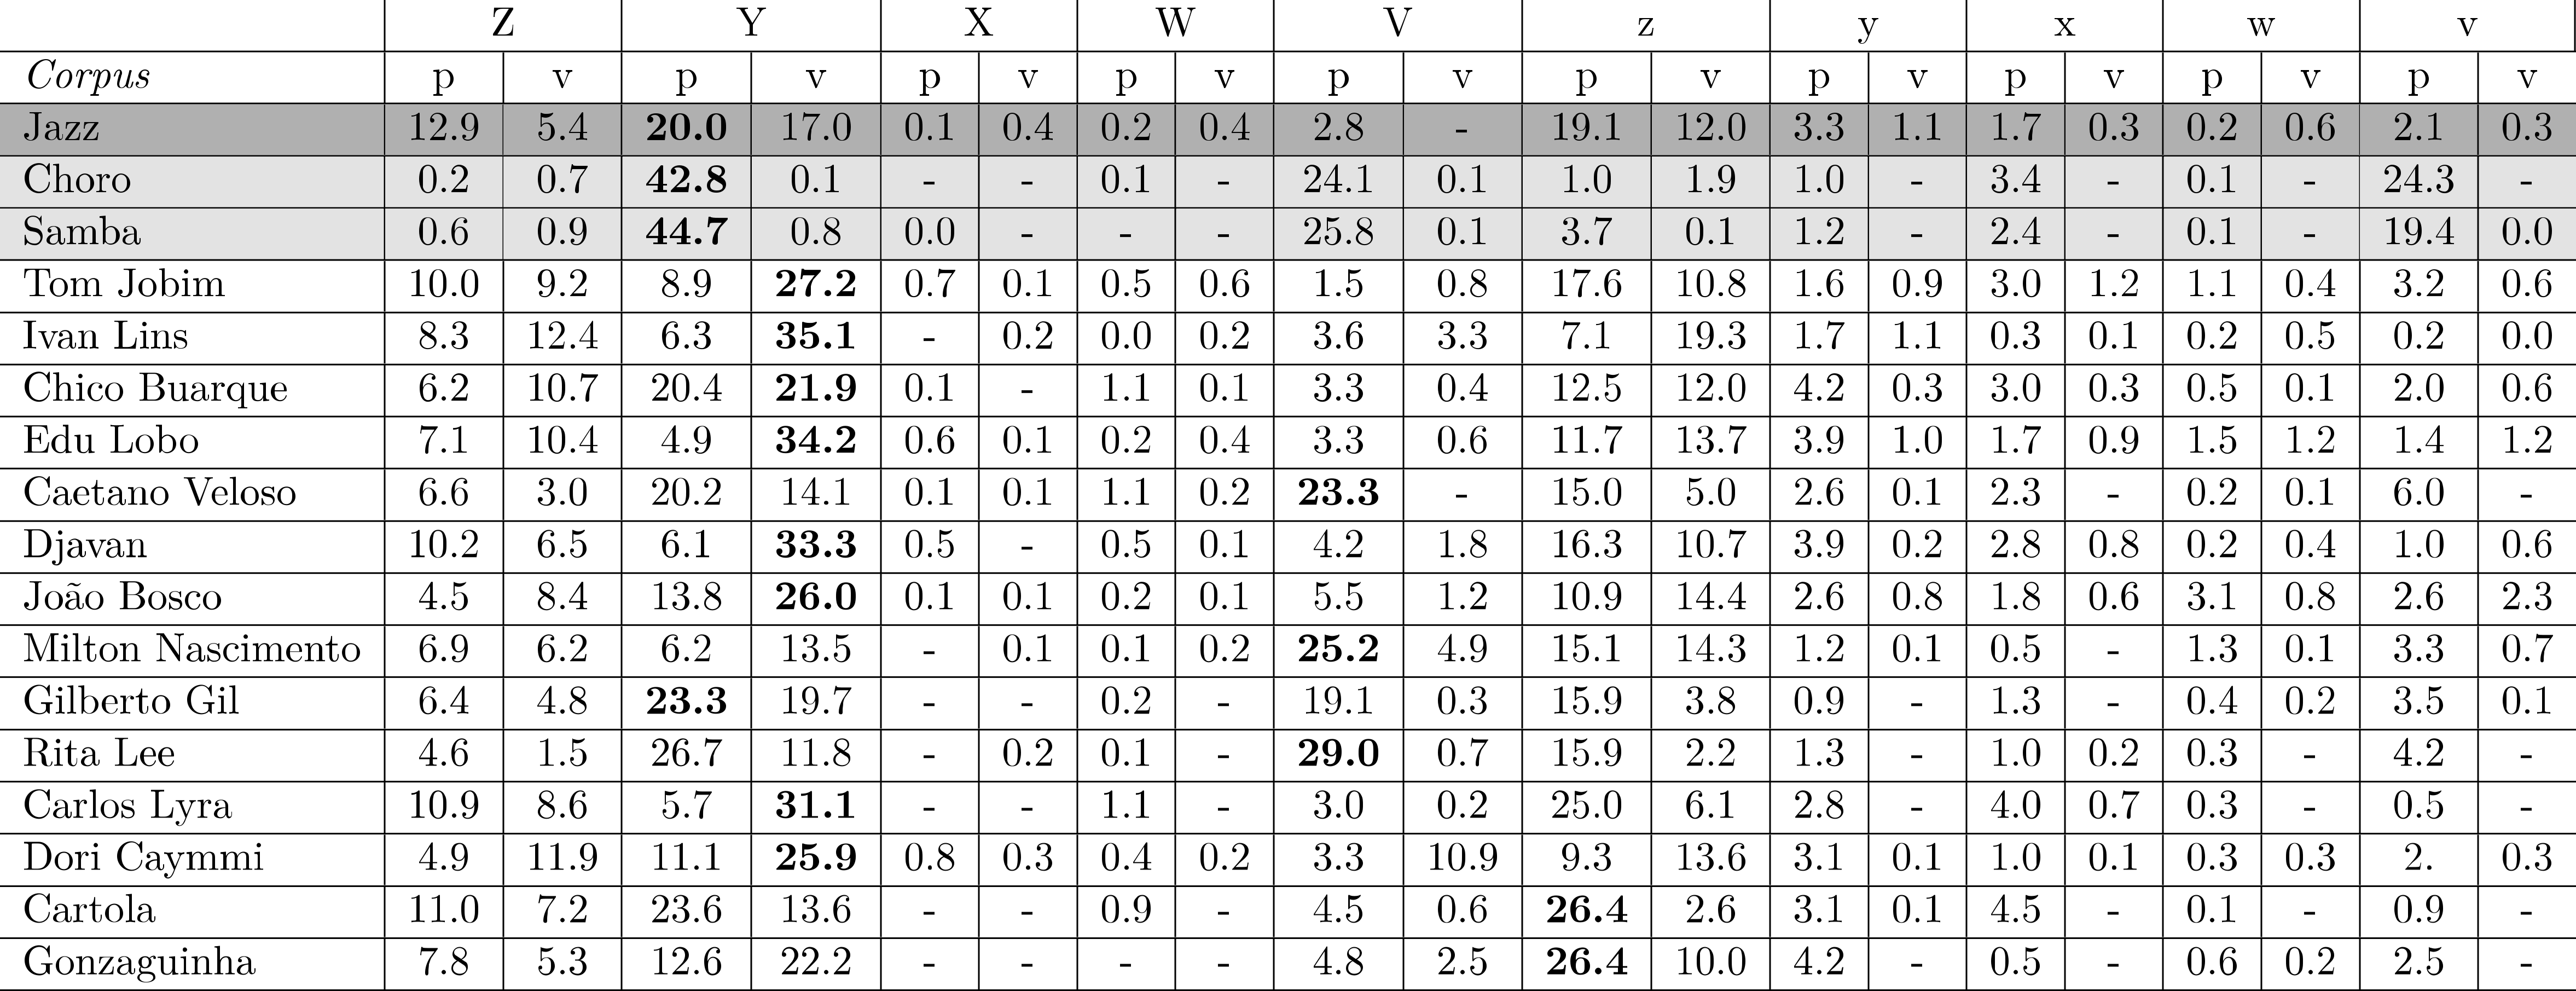 Z Y X W V z y x w v
Corpus p v p v p v p v p v p v p v p v p v p v
Jazz 12.9 5.4 20.0 17.0 0.1 0.4 0.2 0.4 2.8 - 19.1 12.0 3.3 1.1 1.7 0.3 0.2 0.6 2.1 0.3
Choro 0.2 0.7 42.8 0.1 - - 0.1 - 24.1 0.1 1.0 1.9 1.0 - 3.4 - 0.1 - 24.3 -
Samba 0.6 0.9 44.7 0.8 0.0 - - - 25.8 0.1 3.7 0.1 1.2 - 2.4 - 0.1 - 19.4 0.0
Tom Jobim 10.0 9.2 8.9 27.2 0.7 0.1 0.5 0.6 1.5 0.8 17.6 10.8 1.6 0.9 3.0 1.2 1.1 0.4 3.2 0.6
Ivan Lins 8.3 12.4 6.3 35.1 - 0.2 0.0 0.2 3.6 3.3 7.1 19.3 1.7 1.1 0.3 0.1 0.2 0.5 0.2 0.0
Chico Buarque 6.2 10.7 20.4 21.9 0.1 - 1.1 0.1 3.3 0.4 12.5 12.0 4.2 0.3 3.0 0.3 0.5 0.1 2.0 0.6
Edu Lobo 7.1 10.4 4.9 34.2 0.6 0.1 0.2 0.4 3.3 0.6 11.7 13.7 3.9 1.0 1.7 0.9 1.5 1.2 1.4 1.2
Caetano Veloso 6.6 3.0 20.2 14.1 0.1 0.1 1.1 0.2 23.3 - 15.0 5.0 2.6 0.1 2.3 - 0.2 0.1 6.0 -
Djavan 10.2 6.5 6.1 33.3 0.5 - 0.5 0.1 4.2 1.8 16.3 10.7 3.9 0.2 2.8 0.8 0.2 0.4 1.0 0.6
João Bosco 4.5 8.4 13.8 26.0 0.1 0.1 0.2 0.1 5.5 1.2 10.9 14.4 2.6 0.8 1.8 0.6 3.1 0.8 2.6 2.3
Milton Nascimento 6.9 6.2 6.2 13.5 - 0.1 0.1 0.2 25.2 4.9 15.1 14.3 1.2 0.1 0.5 - 1.3 0.1 3.3 0.7
Gilberto Gil 6.4 4.8 23.3 19.7 - - 0.2 - 19.1 0.3 15.9 3.8 0.9 - 1.3 - 0.4 0.2 3.5 0.1
Rita Lee 4.6 1.5 26.7 11.8 - 0.2 0.1 - 29.0 0.7 15.9 2.2 1.3 - 1.0 0.2 0.3 - 4.2 -
Carlos Lyra 10.9 8.6 5.7 31.1 - - 1.1 - 3.0 0.2 25.0 6.1 2.8 - 4.0 0.7 0.3 - 0.5 -
Dori Caymmi 4.9 11.9 11.1 25.9 0.8 0.3 0.4 0.2 3.3 10.9 9.3 13.6 3.1 0.1 1.0 0.1 0.3 0.3 2. 0.3
Cartola 11.0 7.2 23.6 13.6 - - 0.9 - 4.5 0.6 26.4 2.6 3.1 0.1 4.5 - 0.1 - 0.9 -
Gonzaguinha 7.8 5.3 12.6 22.2 - - - - 4.8 2.5 26.4 10.0 4.2 - 0.5 - 0.6 0.2 2.5 -